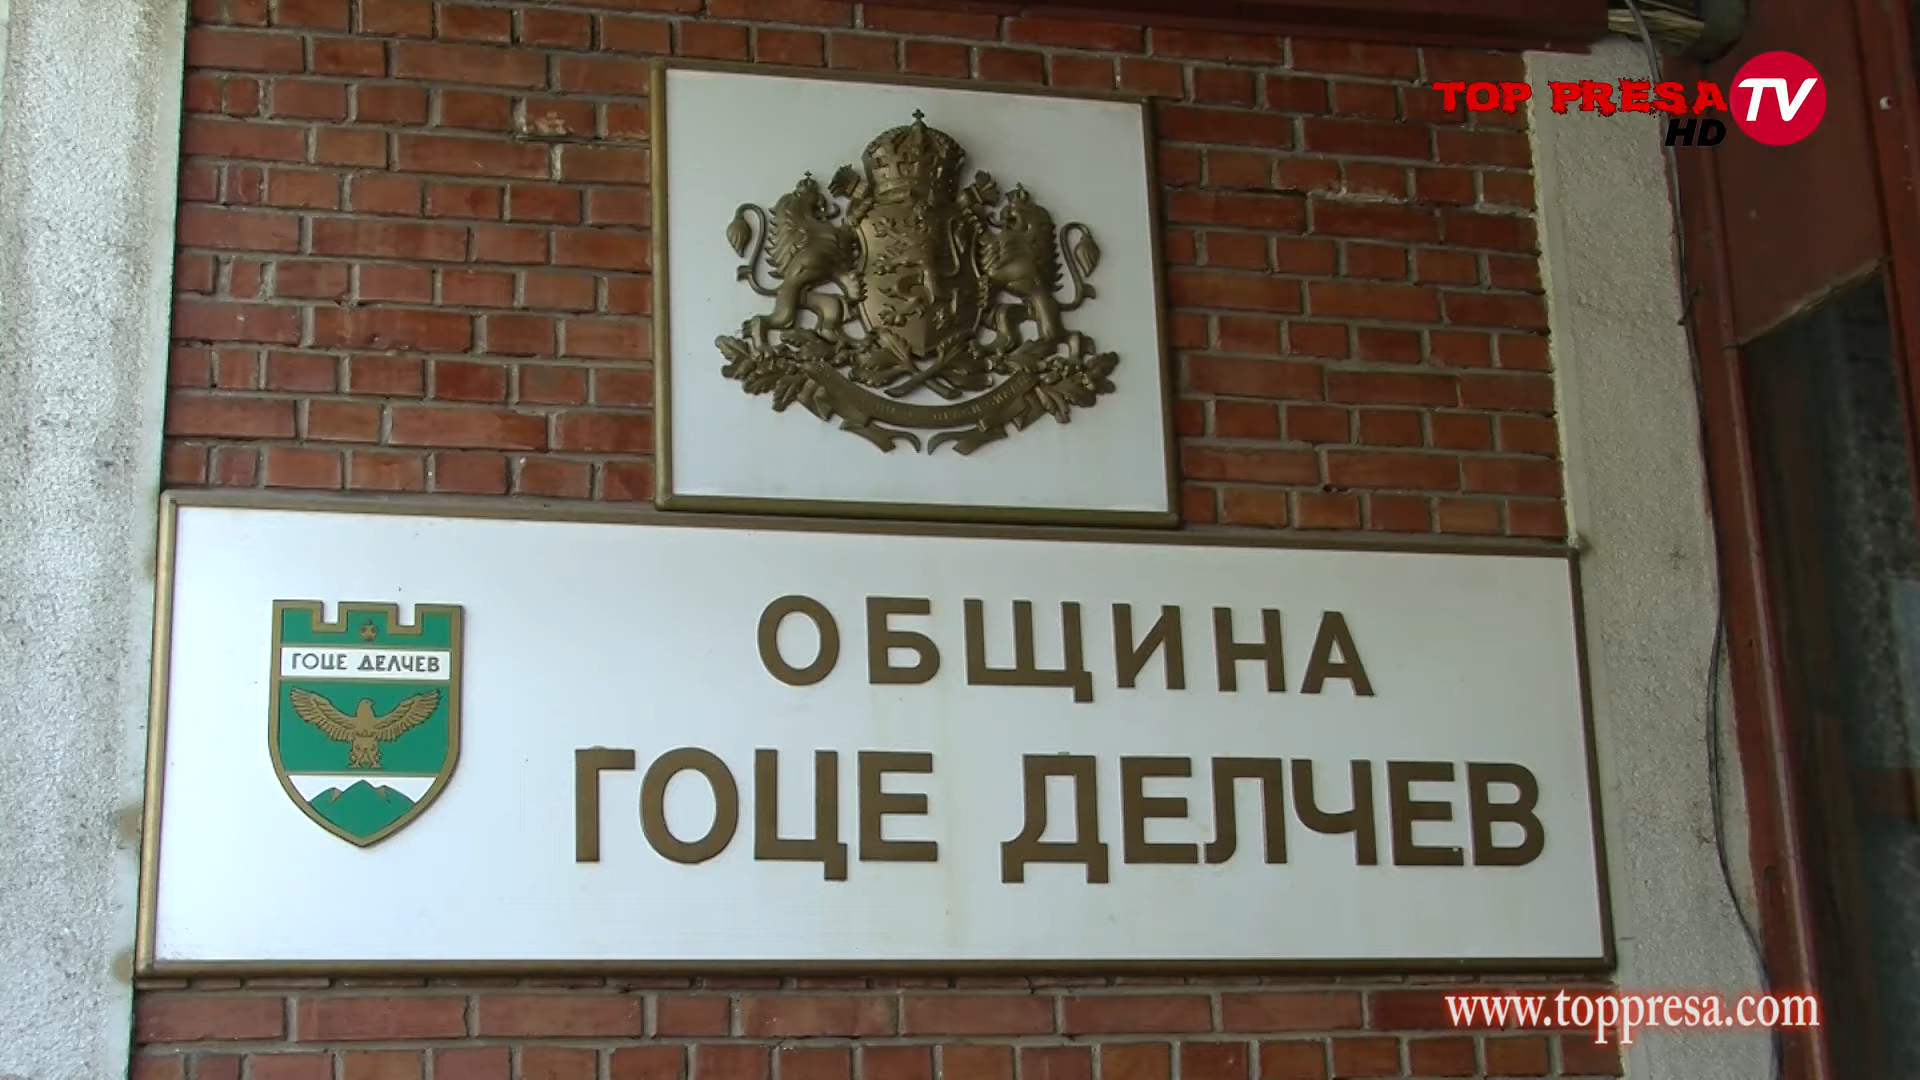 TOP PRESA TV
HD
ГОЦЕ ДЕЛЧЕВ
ОБЩИНА
ГОЦЕ ДЕЛЧЕВ
www.toppresa.com